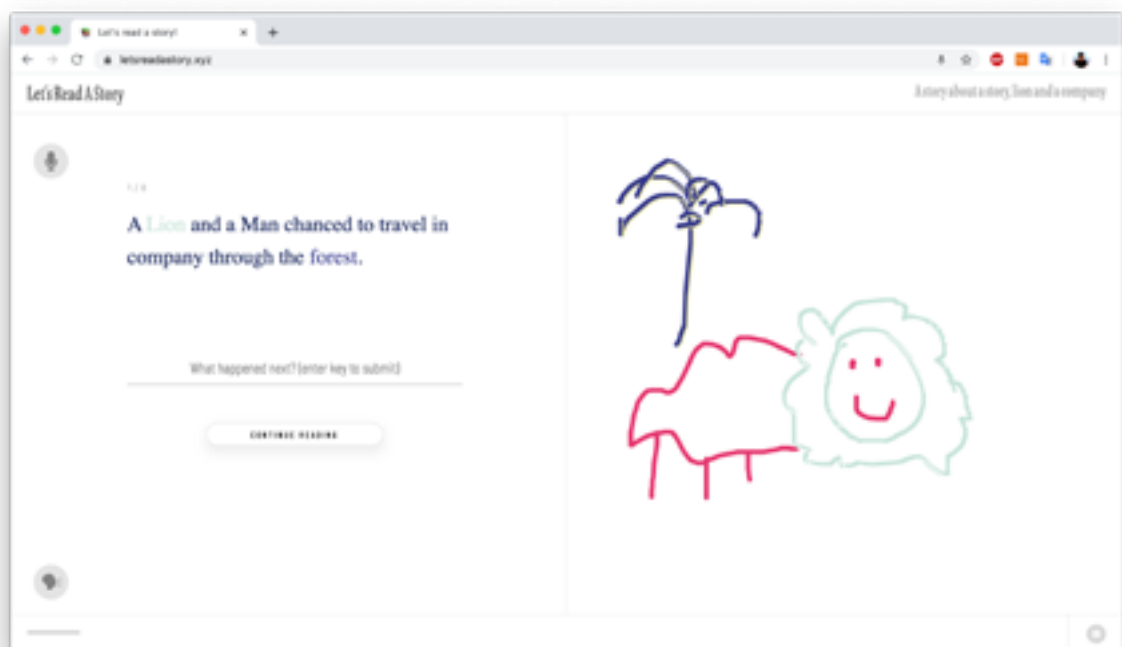 Let's read a story!
letsreadastory.xyz
Let's Read A Story
A story about a story, lion and a company
A Lion and a Man chanced to travel in
company through the forest.
What happened next? (enter key to submit)
CONTINUE READING